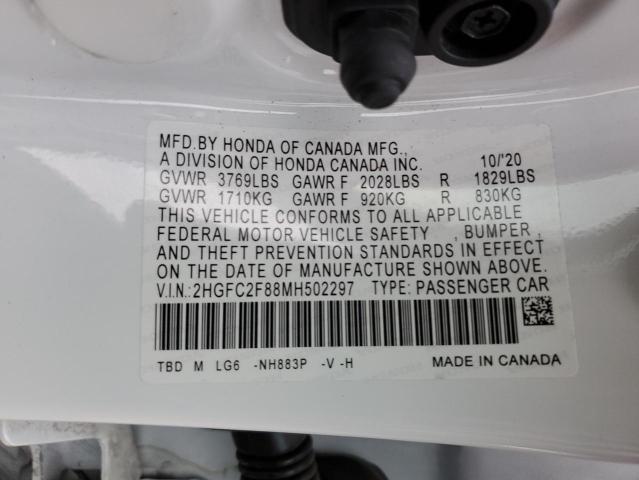 MFD.BY HONDA OF CANADA MFG.,
A DIVISION OF HONDA CANADA INC. 10/'20
GVWR 3769LBS GAWR F 2028LBS R 1829LBS
GVWR 1710KG GAWR F 920KG R 830KG
THIS VEHICLE CONFORMS TO ALL APPLICABLE
FEDERAL MOTOR VEHICLE SAFETY , BUMPER ,
AND THEFT PREVENTION STANDARDS IN EFFECT
ON THE DATE OF MANUFACTURE SHOWN ABOVE.
V.I.N.:2HGFC2F88MH502297 TYPE: PASSENGER CAR
TBD M LG6 -NH883P -V -H MADE IN CANADA